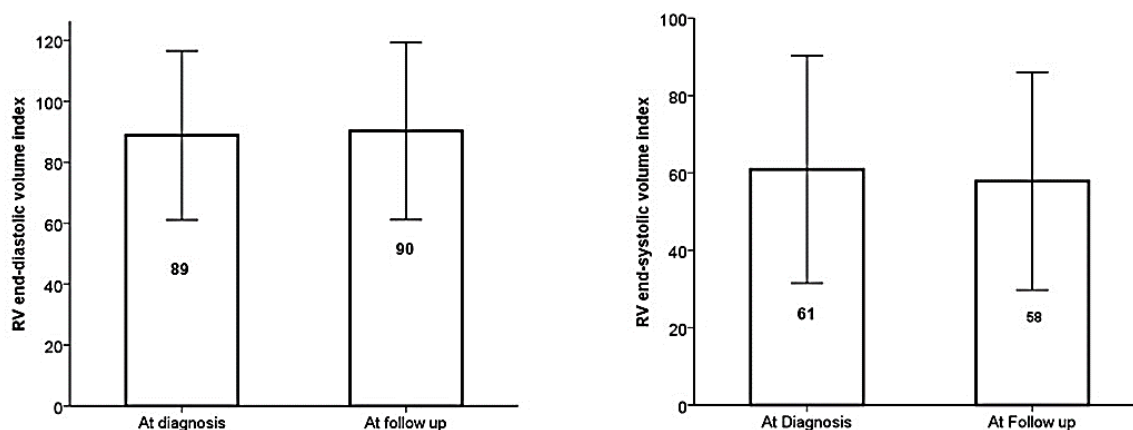 RV end-diastolic volume index
120
100
80
60
40
20
0
89
90
At diagnosis
At follow up
RV end-systolic volume index
100
80
60
40
20
0
61
58
At Diagnosis
At Follow up